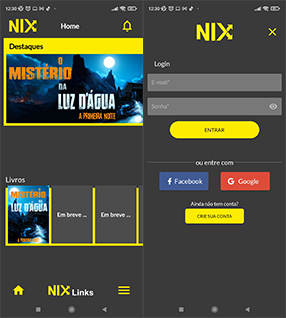 12:30
NIX
Home
Destaques
O
MISTÉRIO
DA
LUZ D'ÁGUA
A PRIMEIRA NOITE
Livros
O
MISTÉRIO
DA
LUZ D'ÁGUA
Em breve ...
Em breve ...
NIX Links
12:30
NIX
Login
E-mail*
Senha*
ENTRAR
ou entre com
Facebook
G Google
Ainda não tem conta?
CRIE SUA CONTA